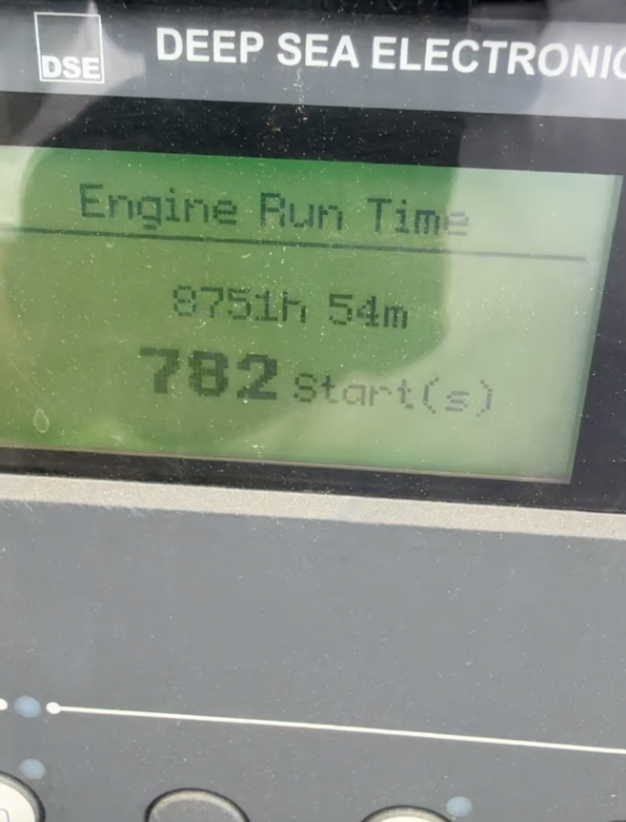 DSE
DEEP SEA ELECTRONIC
Engine Run Time
8751h 54m
782 Start(s)